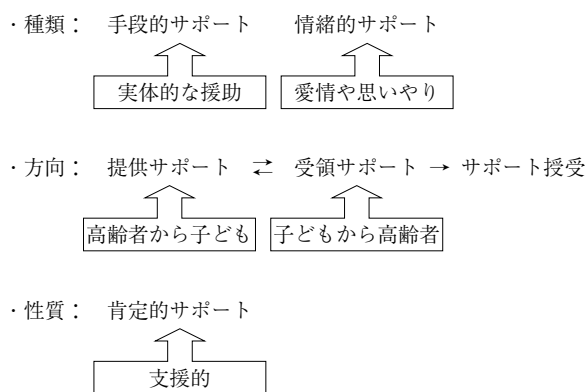 ・種類： 手段的サポート 情緒的サポート
実体的な援助 愛情や思いやり
・方向： 提供サポート ⇄ 受領サポート → サポート授受
高齢者から子ども 子どもから高齢者
・性質： 肯定的サポート
支援的